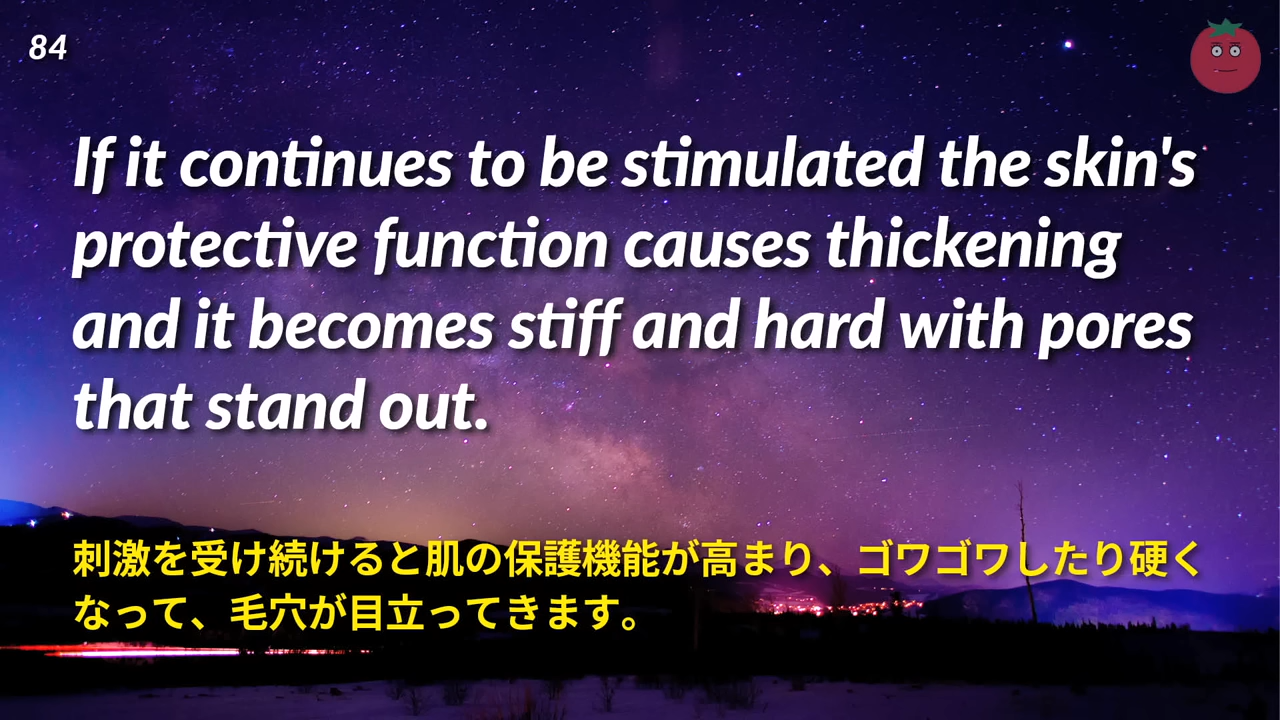 84
If it continues to be stimulated the skin's
protective function causes thickening
and it becomes stiff and hard with pores
that stand out.
刺激を受け続けると肌の保護機能が高まり、ゴワゴワしたり硬く
なって、毛穴が目立ってきます。